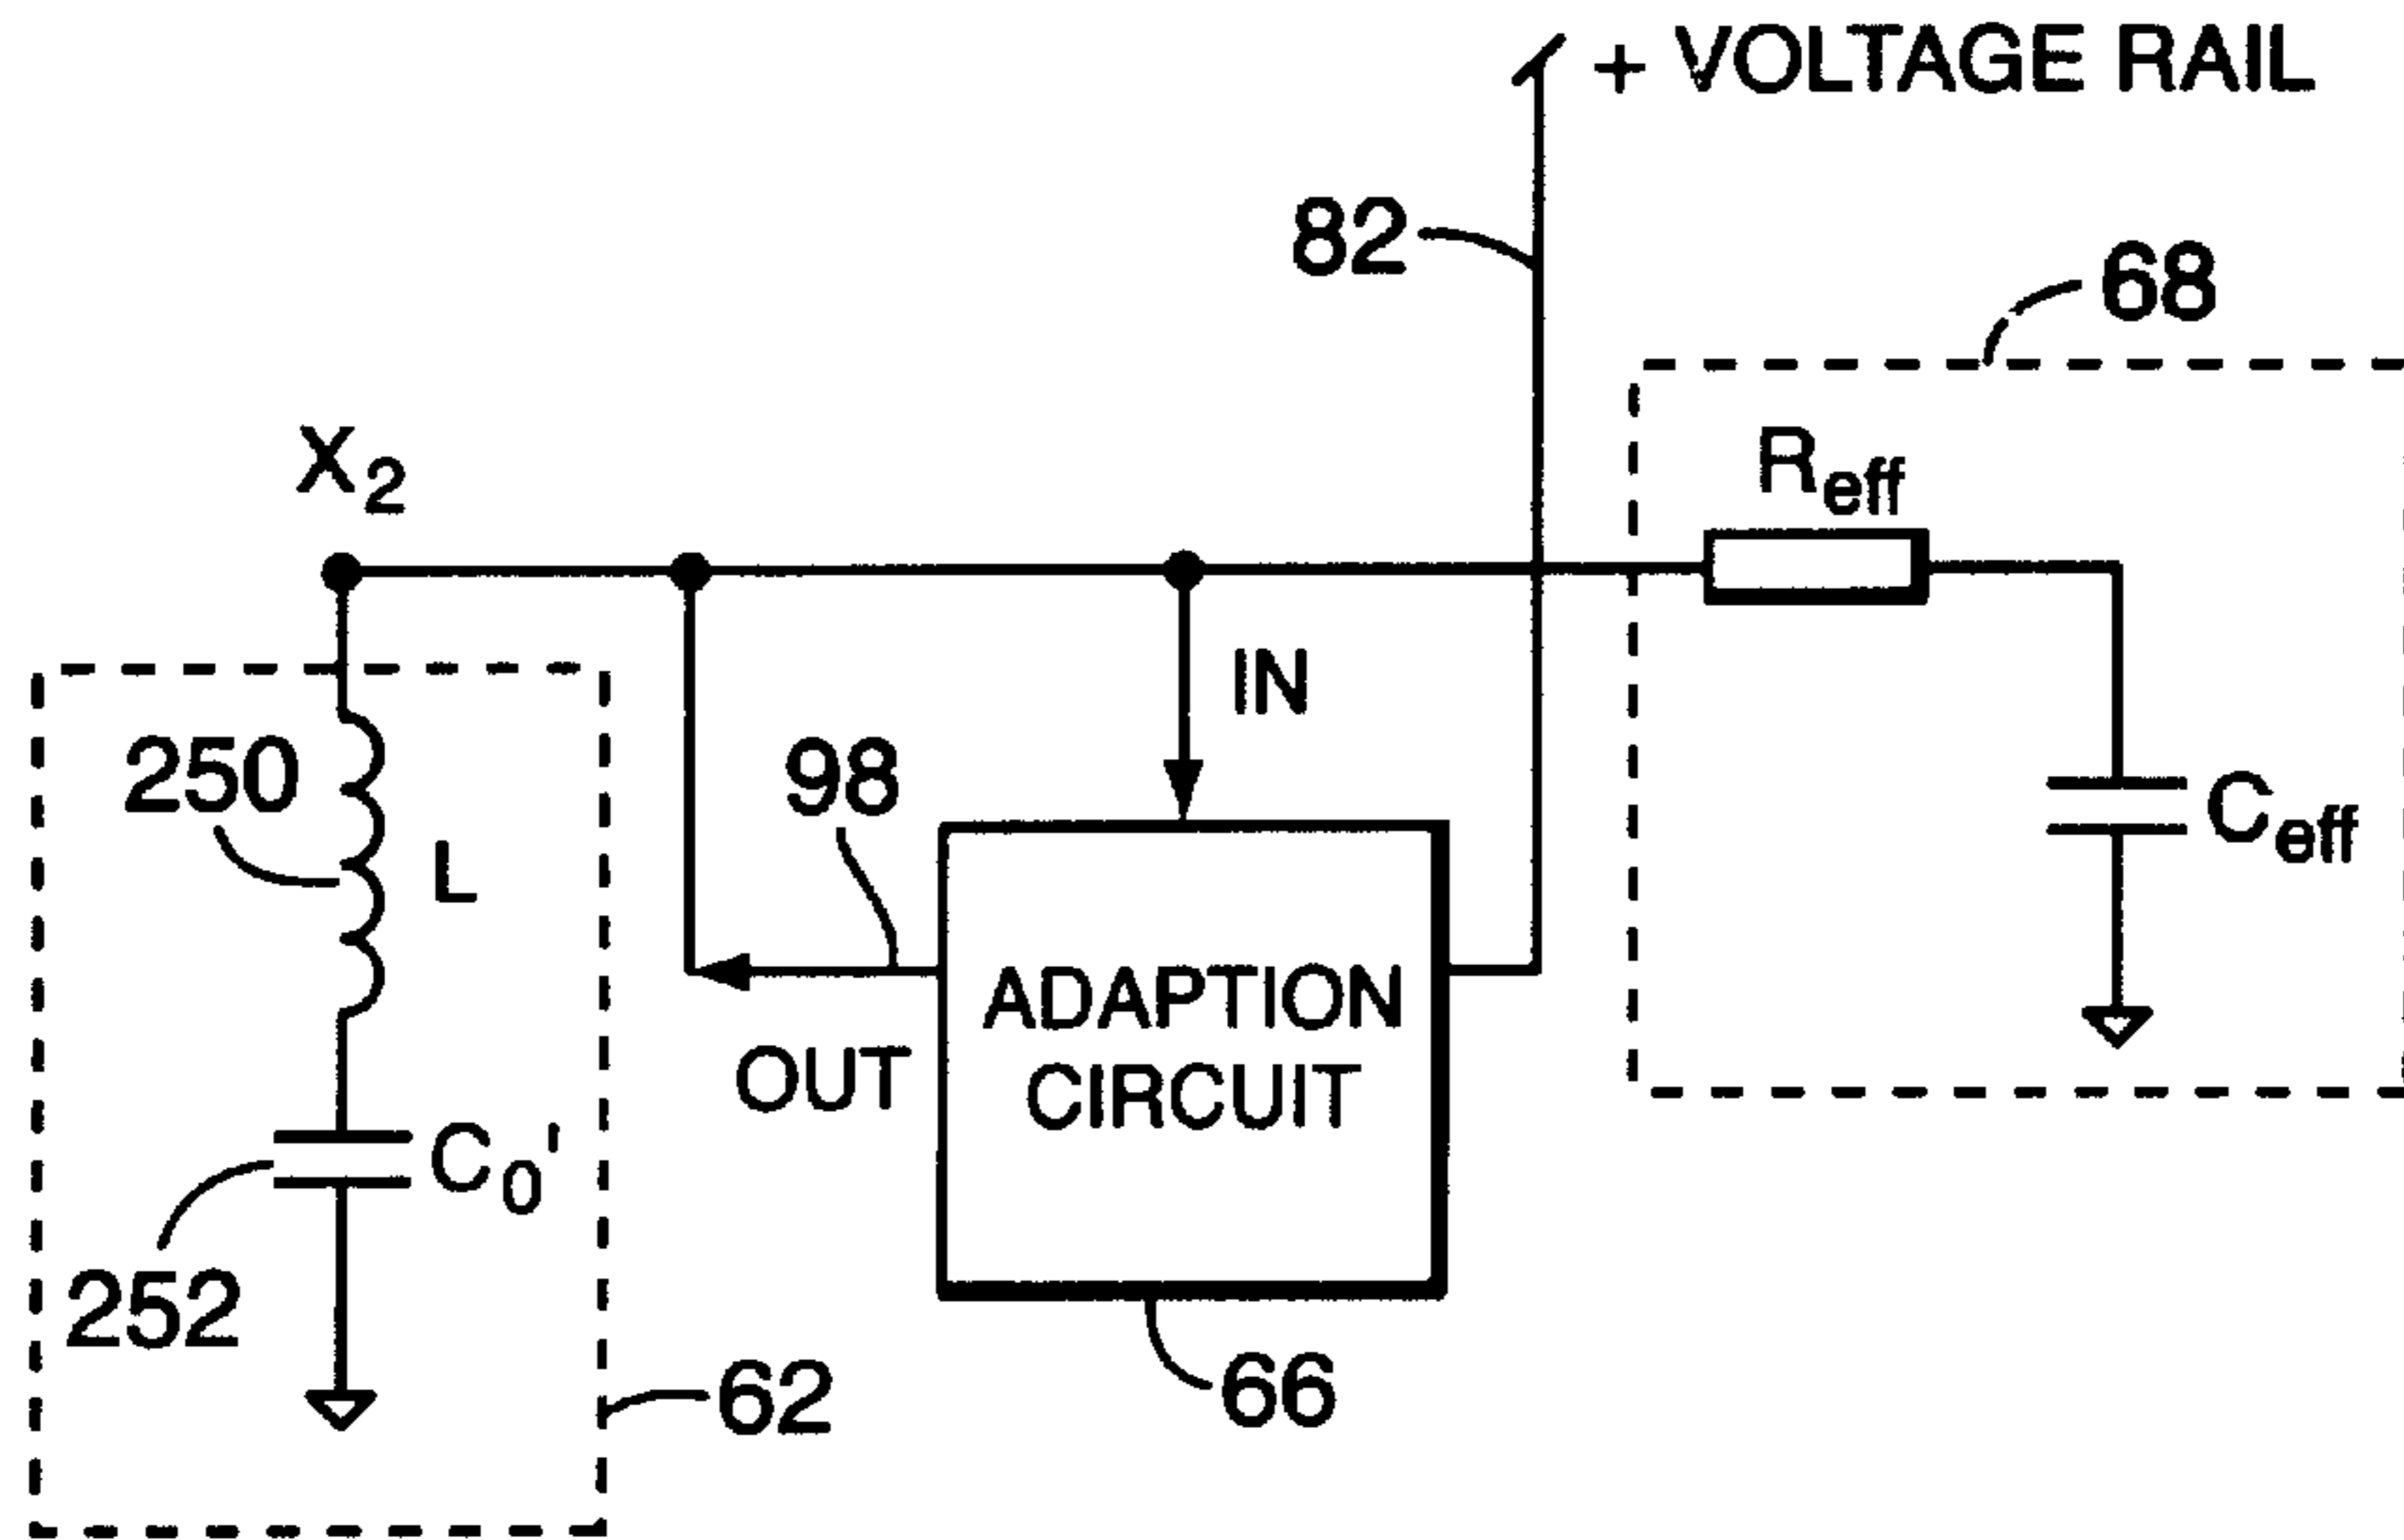 + VOLTAGE RAIL
82
68
X2
Reff
IN
250
98
L
Ceff
ADAPTION
CIRCUIT
OUT
C0'
252
62
66